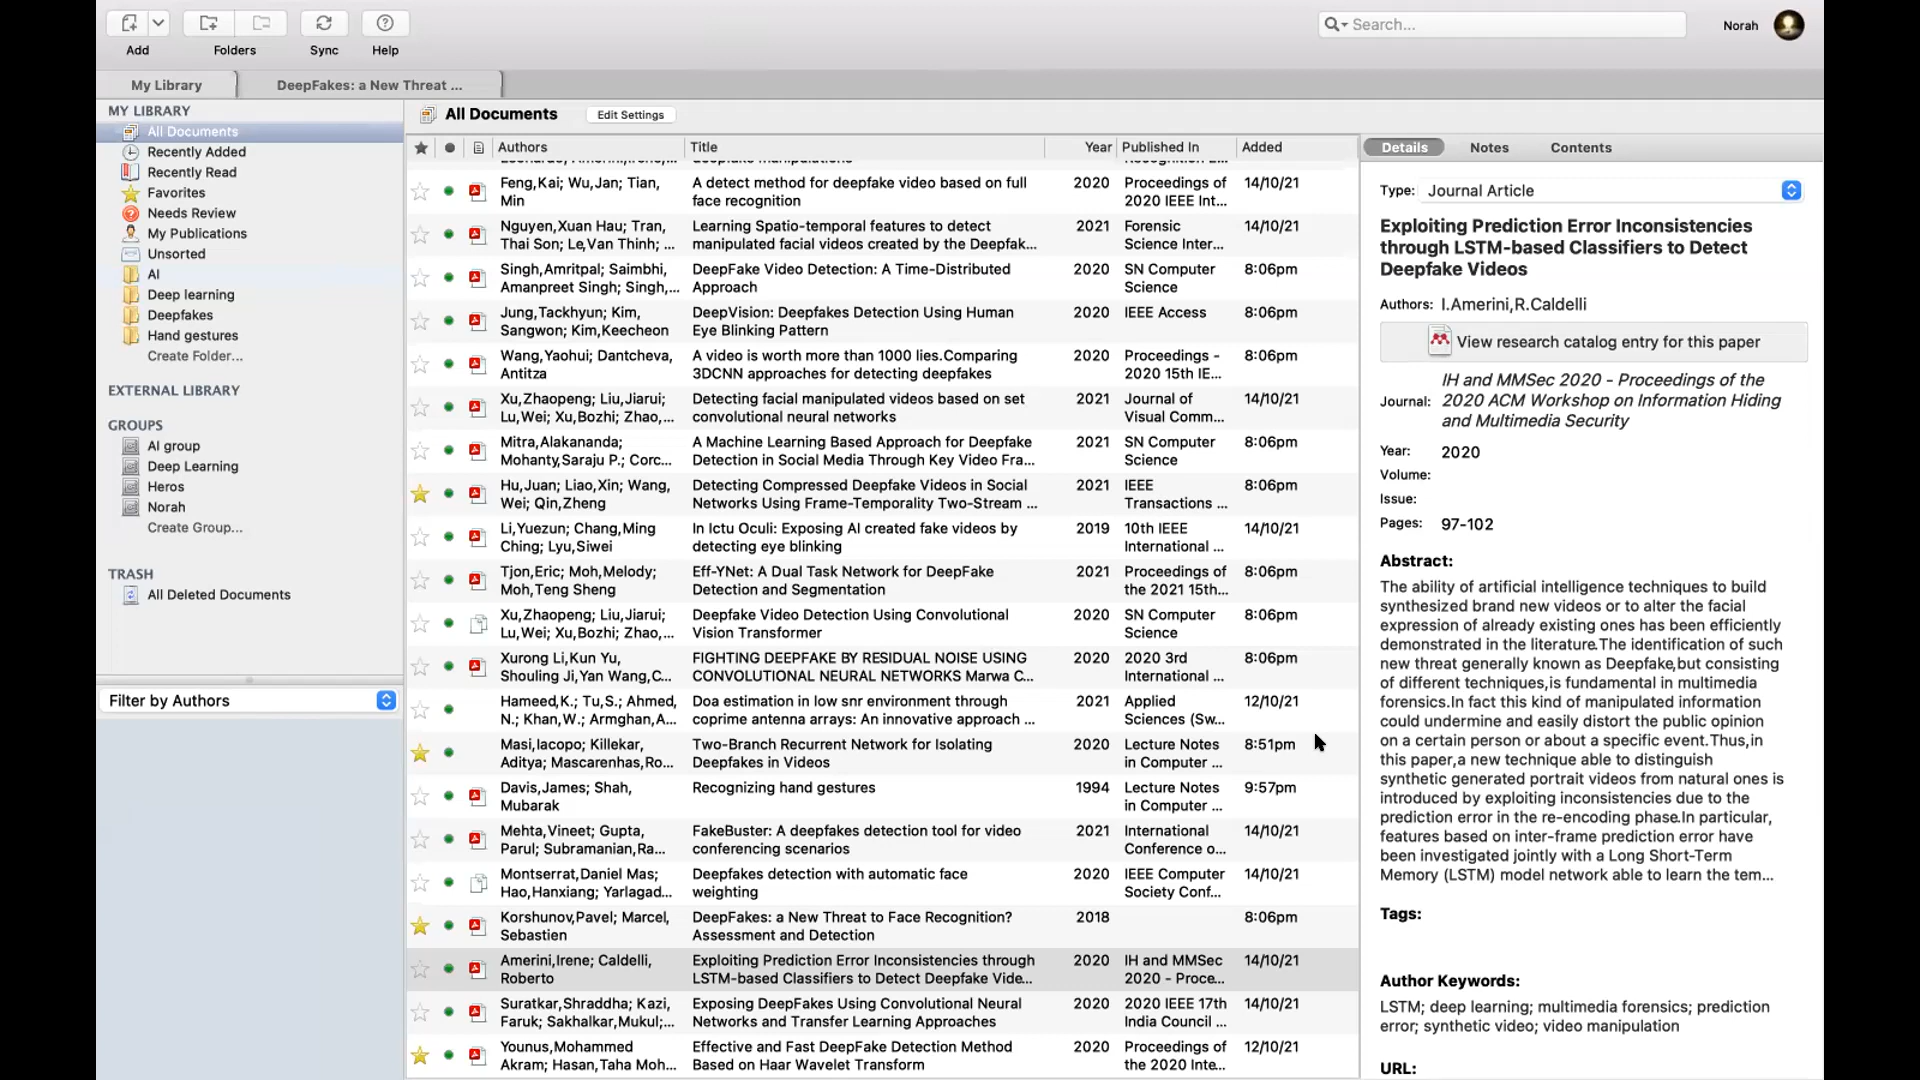 Add
Folders
Sync
Help
Search...
Norah
My Library
DeepFakes: a New Threat ...
MY LIBRARY
All Documents
Recently Added
Recently Read
Favorites
Needs Review
My Publications
Unsorted
AI
Deep learning
Deepfakes
Hand gestures
Create Folder...
EXTERNAL LIBRARY
GROUPS
AI group
Deep Learning
Heros
Norah
Create Group...
TRASH
All Deleted Documents
Filter by Authors
All Documents
Edit Settings
Authors Title Year Published In Added
Feng,Kai; Wu,Jan; Tian, A detect method for deepfake video based on full 2020 Proceedings of 14/10/21
Min face recognition 2020 IEEE Int...
Nguyen,Xuan Hau; Tran, Learning Spatio-temporal features to detect 2021 Forensic 14/10/21
Thai Son; Le,Van Thinh; ... manipulated facial videos created by the Deepfak... Science Inter...
Singh,Amritpal; Saimbhi, DeepFake Video Detection: A Time-Distributed 2020 SN Computer 8:06pm
Amanpreet Singh; Singh,... Approach Science
Jung,Tackhyun; Kim, DeepVision: Deepfakes Detection Using Human 2020 IEEE Access 8:06pm
Sangwon; Kim,Keecheon Eye Blinking Pattern
Wang,Yaohui; Dantcheva, A video is worth more than 1000 lies.Comparing 2020 Proceedings - 8:06pm
Antitza 3DCNN approaches for detecting deepfakes 2020 15th IE...
Xu,Zhaopeng; Liu,Jiarui; Detecting facial manipulated videos based on set 2021 Journal of 14/10/21
Lu,Wei; Xu,Bozhi; Zhao,... convolutional neural networks Visual Comm...
Mitra,Alakananda; A Machine Learning Based Approach for Deepfake 2021 SN Computer 8:06pm
Mohanty,Saraju P.; Corc... Detection in Social Media Through Key Video Fra... Science
Hu,Juan; Liao,Xin; Wang, Detecting Compressed Deepfake Videos in Social 2021 IEEE 8:06pm
Wei; Qin,Zheng Networks Using Frame-Temporality Two-Stream ... Transactions ...
Li,Yuezun; Chang,Ming In Ictu Oculi: Exposing AI created fake videos by 2019 10th IEEE 14/10/21
Ching; Lyu,Siwei detecting eye blinking International ...
Tjon,Eric; Moh,Melody; Eff-YNet: A Dual Task Network for DeepFake 2021 Proceedings of 8:06pm
Moh,Teng Sheng Detection and Segmentation the 2021 15th...
Xu,Zhaopeng; Liu,Jiarui; Deepfake Video Detection Using Convolutional 2020 SN Computer 8:06pm
Lu,Wei; Xu,Bozhi; Zhao,... Vision Transformer Science
Xurong Li,Kun Yu, FIGHTING DEEPFAKE BY RESIDUAL NOISE USING 2020 2020 3rd 8:06pm
Shouling Ji,Yan Wang,C... CONVOLUTIONAL NEURAL NETWORKS Marwa C... International ...
Hameed,K.; Tu,S.; Ahmed, Doa estimation in low snr environment through 2021 Applied 12/10/21
N.; Khan,W.; Armghan,A... coprime antenna arrays: An innovative approach ... Sciences (Sw...
Masi,Iacopo; Killekar, Two-Branch Recurrent Network for Isolating 2020 Lecture Notes 8:51pm
Aditya; Mascarenhas,Ro... Deepfakes in Videos in Computer ...
Davis,James; Shah, Recognizing hand gestures 1994 Lecture Notes 9:57pm
Mubarak in Computer ...
Mehta,Vineet; Gupta, FakeBuster: A deepfakes detection tool for video 2021 International 14/10/21
Parul; Subramanian,Ra... conferencing scenarios Conference o...
Montserrat,Daniel Mas; Deepfakes detection with automatic face 2020 IEEE Computer 14/10/21
Hao,Hanxiang; Yarlagad... weighting Society Conf...
Korshunov,Pavel; Marcel, DeepFakes: a New Threat to Face Recognition? 2018 8:06pm
Sebastien Assessment and Detection
Amerini,Irene; Caldelli, Exploiting Prediction Error Inconsistencies through 2020 IH and MMSec 14/10/21
Roberto LSTM-based Classifiers to Detect Deepfake Vide... 2020 - Proce...
Suratkar,Shraddha; Kazi, Exposing DeepFakes Using Convolutional Neural 2020 2020 IEEE 17th 14/10/21
Faruk; Sakhalkar,Mukul;... Networks and Transfer Learning Approaches India Council ...
Younus,Mohammed Effective and Fast DeepFake Detection Method 2020 Proceedings of 12/10/21
Akram; Hasan,Taha Moh... Based on Haar Wavelet Transform the 2020 Inte...
Details Notes Contents
Type: Journal Article
Exploiting Prediction Error Inconsistencies
through LSTM-based Classifiers to Detect
Deepfake Videos
Authors: I.Amerini,R.Caldelli
View research catalog entry for this paper
IH and MMSec 2020 - Proceedings of the
Journal: 2020 ACM Workshop on Information Hiding
and Multimedia Security
Year: 2020
Volume:
Issue:
Pages: 97-102
Abstract:
The ability of artificial intelligence techniques to build
synthesized brand new videos or to alter the facial
expression of already existing ones has been efficiently
demonstrated in the literature.The identification of such
new threat generally known as Deepfake,but consisting
of different techniques,is fundamental in multimedia
forensics.In fact this kind of manipulated information
could undermine and easily distort the public opinion
on a certain person or about a specific event.Thus,in
this paper,a new technique able to distinguish
synthetic generated portrait videos from natural ones is
introduced by exploiting inconsistencies due to the
prediction error in the re-encoding phase.In particular,
features based on inter-frame prediction error have
been investigated jointly with a Long Short-Term
Memory (LSTM) model network able to learn the tem...
Tags:
Author Keywords:
LSTM; deep learning; multimedia forensics; prediction
error; synthetic video; video manipulation
URL: